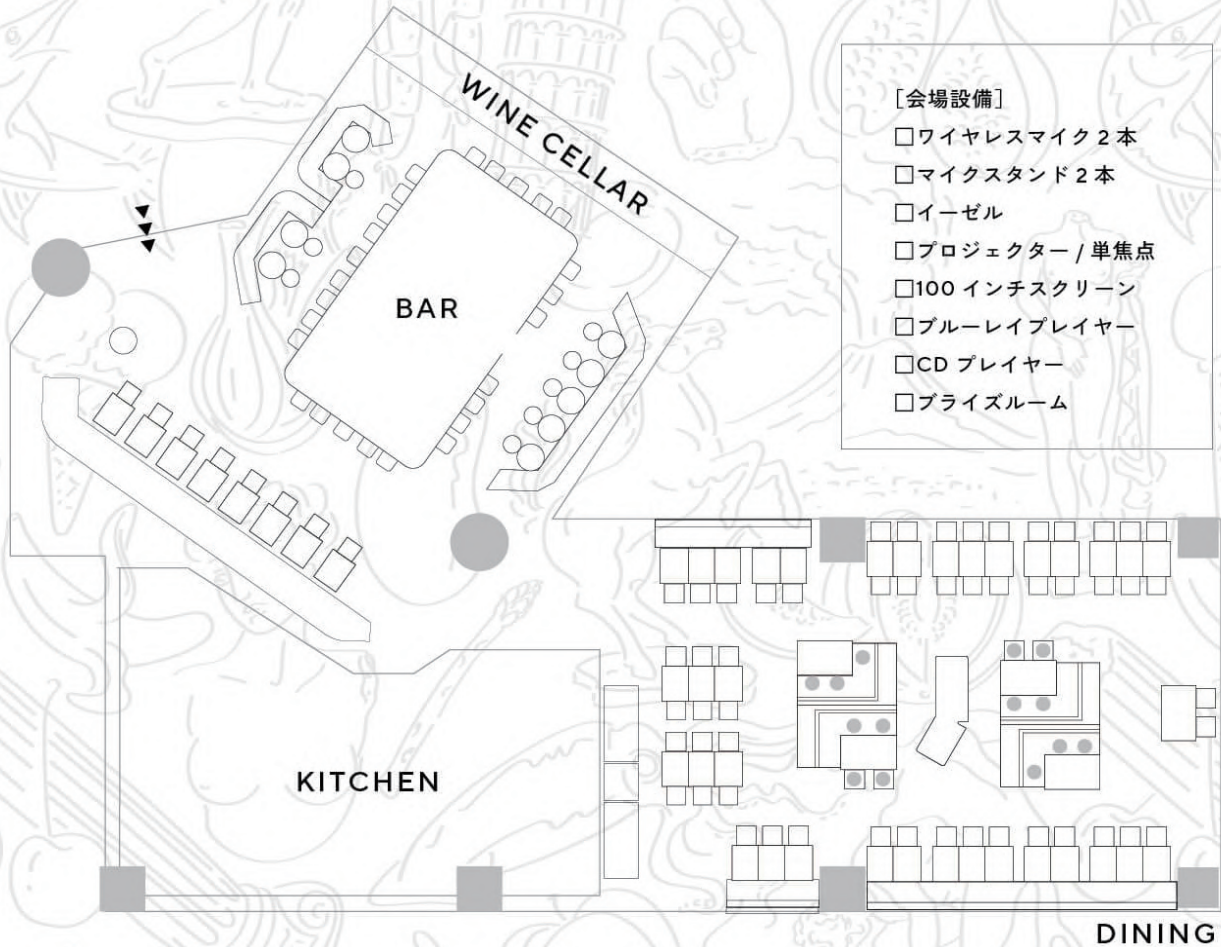 WINE CELLAR
BAR
[会場設備]
□ワイヤレスマイク 2 本
□マイクスタンド 2 本
□イーゼル
□プロジェクター / 単焦点
□100 インチスクリーン
□ブルーレイプレイヤー
□CD プレイヤー
□ブライズルーム
KITCHEN
DINING